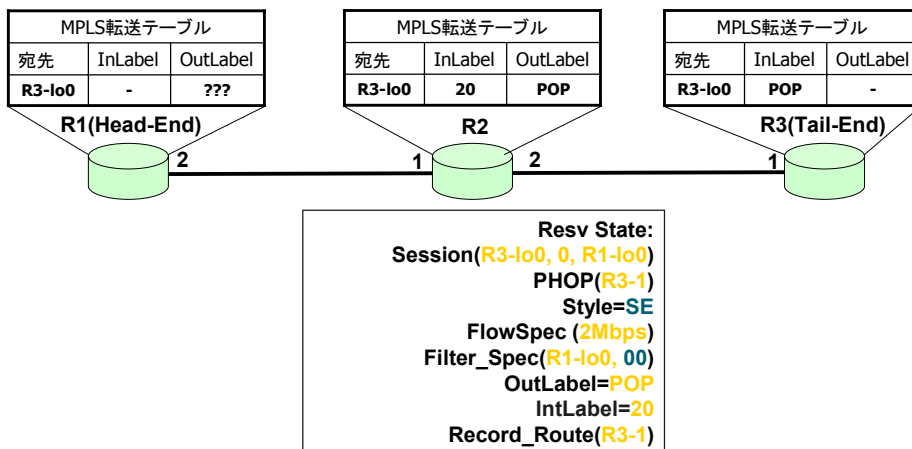 MPLS転送テーブル
宛先 InLabel OutLabel
R3-lo0 - ???
MPLS転送テーブル
宛先 InLabel OutLabel
R3-lo0 20 POP
MPLS転送テーブル
宛先 InLabel OutLabel
R3-lo0 POP -
R1(Head-End)
R2
R3(Tail-End)
2
1
2
1
Resv State:
Session(R3-lo0, 0, R1-lo0)
PHOP(R3-1)
Style=SE
FlowSpec (2Mbps)
Filter_Spec(R1-lo0, 00)
OutLabel=POP
IntLabel=20
Record_Route(R3-1)